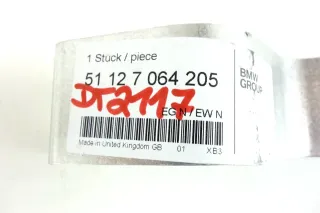 1 Stück / piece
51 12 7 064 205
BMW
GROUP
DT2117
EG N / EW N
Made in United Kingdom GB 01 XB3